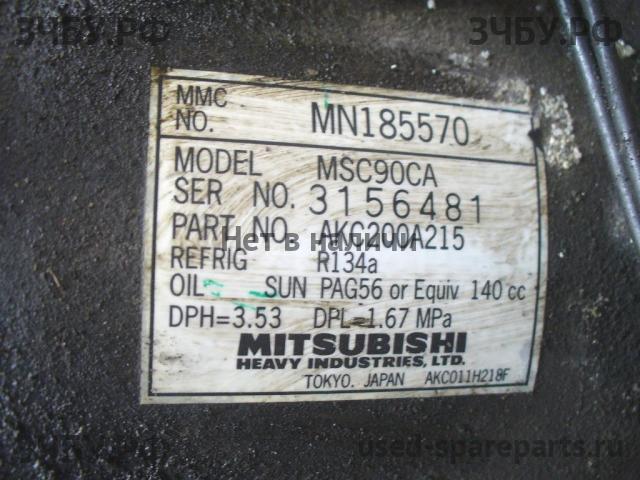 ЗЧБУ.РФ ЗЧБУ.РФ
MMC
NO. MN185570
MODEL MSC90CA
SER NO. 3156481
PART NO. AKC200A215
Нет в наличии
REFRIG R134a
OIL SUN PAG56 or Equiv 140 cc
DPH=3.53 DPL=1.67 MPa
MITSUBISHI
HEAVY INDUSTRIES, LTD.
TOKYO. JAPAN AKC011H218F
ЗЧБУ.РФ used-spareparts.ru